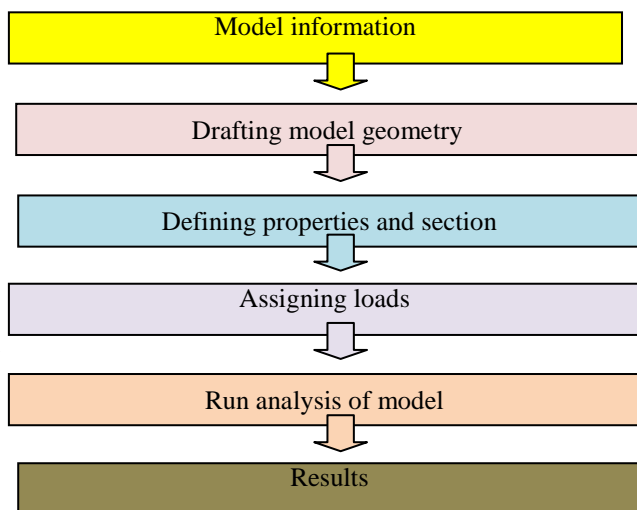 Model information
Drafting model geometry
Defining properties and section
Assigning loads
Run analysis of model
Results